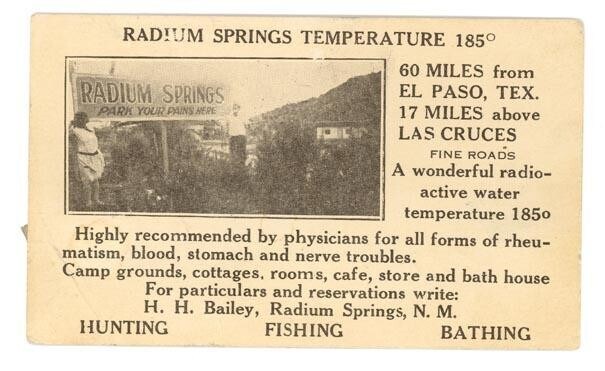 RADIUM SPRINGS TEMPERATURE 185°
RADIUM SPRINGS
PARK YOUR PAINS HERE
60 MILES from
EL PASO, TEX.
17 MILES above
LAS CRUCES
FINE ROADS
A wonderful radio-
active water
temperature 185o
Highly recommended by physicians for all forms of rheu-
matism, blood, stomach and nerve troubles.
Camp grounds, cottages, rooms, cafe, store and bath house
For particulars and reservations write:
H. H. Bailey, Radium Springs, N. M.
HUNTING FISHING BATHING